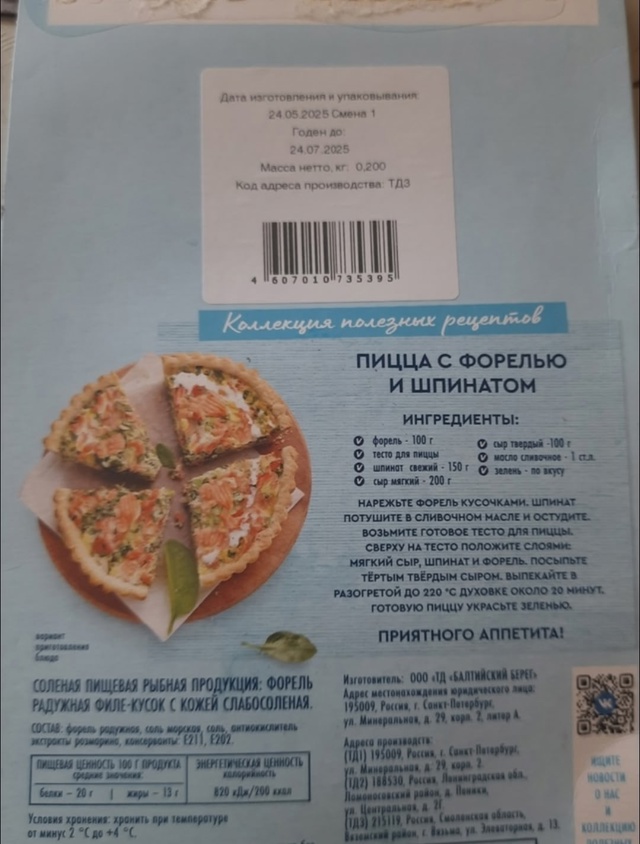 Дата изготовления и упаковывания:
24.05.2025 Смена 1
Годен до:
24.07.2025
Масса нетто, кг: 0,200
Код адреса производства: ТД3
4 607010 735395
Коллекция полезных рецептов
ПИЦЦА С ФОРЕЛЬЮ
И ШПИНАТОМ
ИНГРЕДИЕНТЫ:
форель - 100 г
тесто для пиццы
шпинат свежий - 150 г
сыр мягкий - 200 г
сыр твердый -100 г
масло сливочное - 1 ст.л.
зелень - по вкусу
НАРЕЖЬТЕ ФОРЕЛЬ КУСОЧКАМИ. ШПИНАТ
ПОТУШИТЕ В СЛИВОЧНОМ МАСЛЕ И ОСТУДИТЕ.
ВОЗЬМИТЕ ГОТОВОЕ ТЕСТО ДЛЯ ПИЦЦЫ.
СВЕРХУ НА ТЕСТО ПОЛОЖИТЕ СЛОЯМИ:
МЯГКИЙ СЫР, ШПИНАТ И ФОРЕЛЬ. ПОСЫПЬТЕ
ТЁРТЫМ ТВЁРДЫМ СЫРОМ. ВЫПЕКАЙТЕ В
РАЗОГРЕТОЙ ДО 220 °С ДУХОВКЕ ОКОЛО 20 МИНУТ.
ГОТОВУЮ ПИЦЦУ УКРАСЬТЕ ЗЕЛЕНЬЮ.
ПРИЯТНОГО АППЕТИТА!
вариант
приготовления
блюда
СОЛЕНАЯ ПИЩЕВАЯ РЫБНАЯ ПРОДУКЦИЯ: ФОРЕЛЬ
РАДУЖНАЯ ФИЛЕ-КУСОК С КОЖЕЙ СЛАБОСОЛЕНАЯ.
СОСТАВ: форель радужная, соль морская, соль, антиокислитель
экстракты розмарина, консерванты: Е211, Е202.
ПИЩЕВАЯ ЦЕННОСТЬ 100 Г ПРОДУКТА
средние значения:
белки - 20 г | жиры - 13 г
ЭНЕРГЕТИЧЕСКАЯ ЦЕННОСТЬ
калорийность
820 кДж/200 ккал
Условия хранения: хранить при температуре
от минус 2 °С до +4 °С.
Изготовитель: ООО «ТД «БАЛТИЙСКИЙ БЕРЕГ»
Адрес местонахождения юридического лица:
195009, Россия, г. Санкт-Петербург,
ул. Минеральная, д. 29, корп. 2, литер А.
Адреса производств:
(ТД1) 195009, Россия, г. Санкт-Петербург,
ул. Минеральная, д. 29, корп. 2.
(ТД2) 188530, Россия, Ленинградская обл.,
Ломоносовский район, д. Пеники,
ул. Центральная, д. 2Г.
(ТД3) 215119, Россия, Смоленская область,
Вяземский район, г. Вязьма, ул. Элеваторная, д. 13.
ИЩИТЕ
НОВОСТИ
О НАС
И
КОЛЛЕКЦИЮ
ПОЛЕЗНЫХ